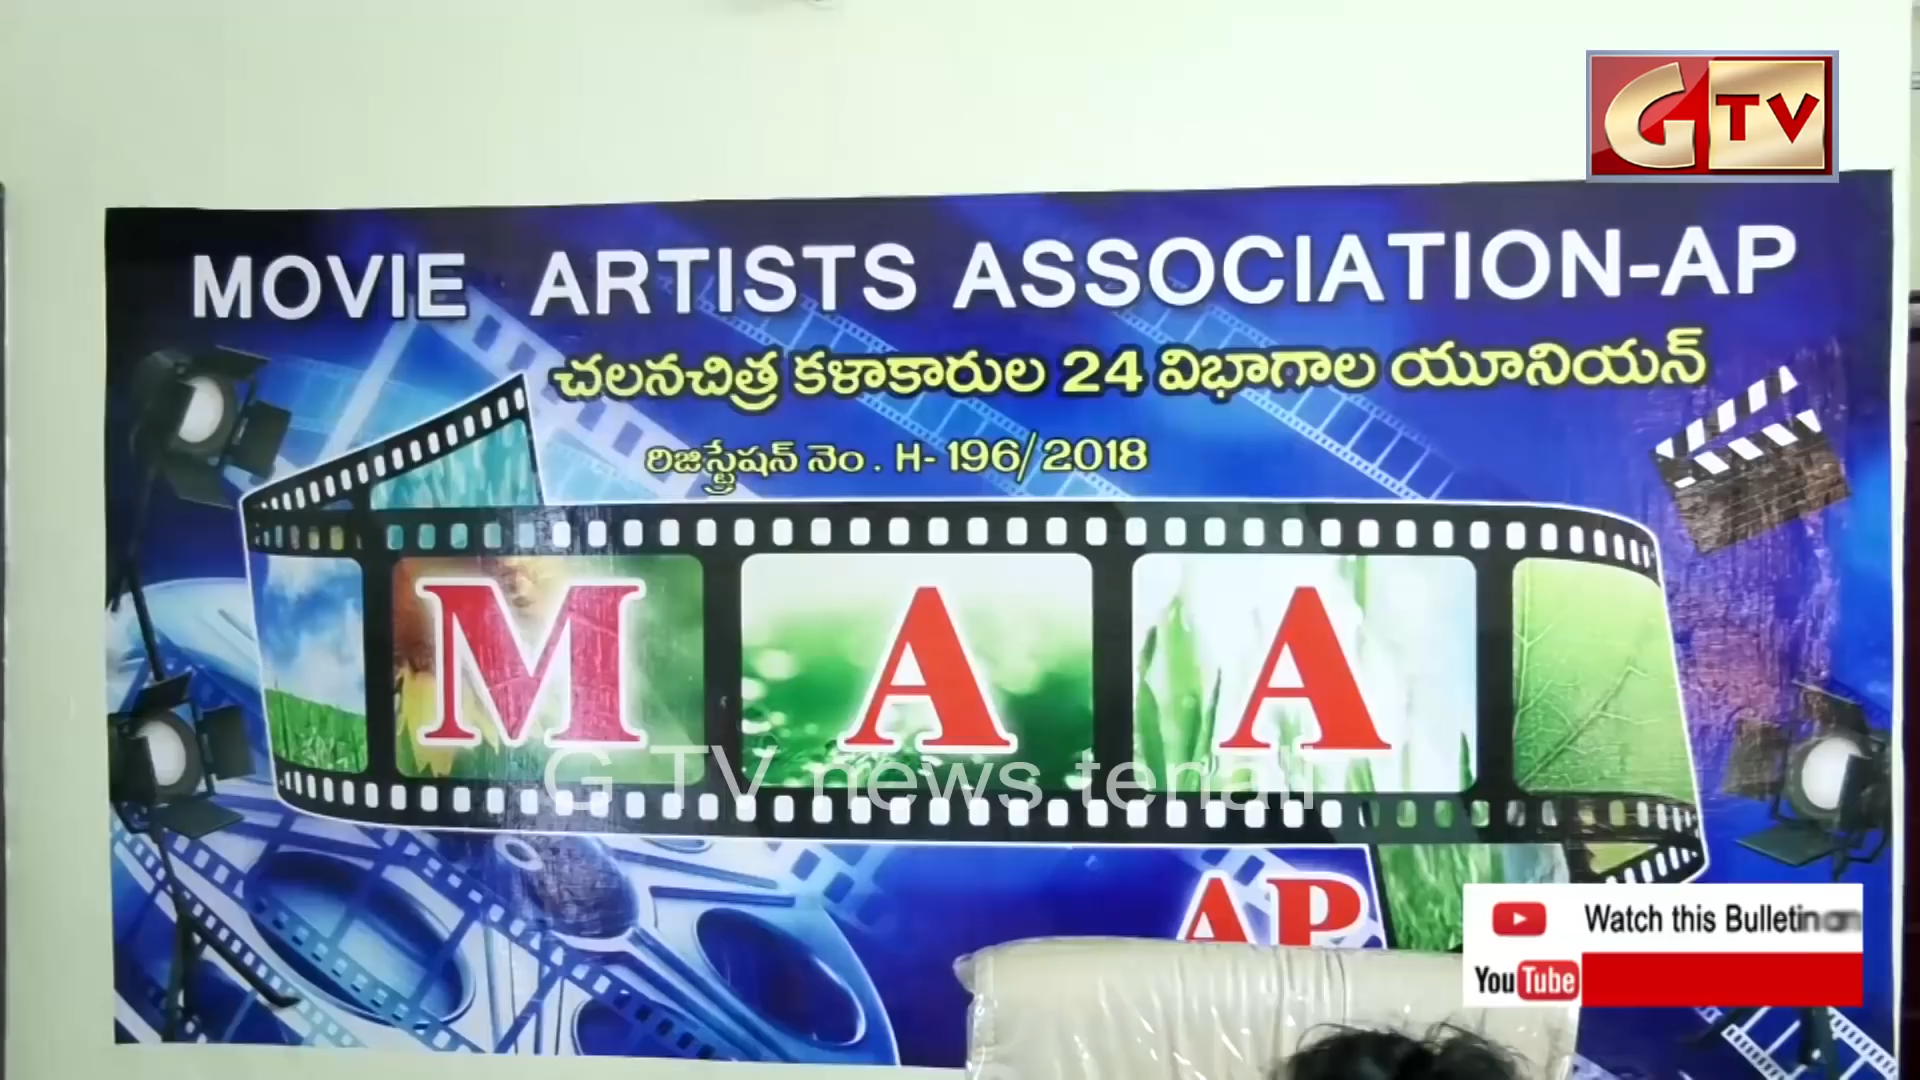 GTV
MOVIE ARTISTS ASSOCIATION-AP
చలనచిత్ర కళాకారుల 24 విభాగాల యూనియన్
రిజిస్ట్రేషన్ నెం. H-196/2018
M A A
G TV news tenali
AP
Watch this Bulletin on
YouTube